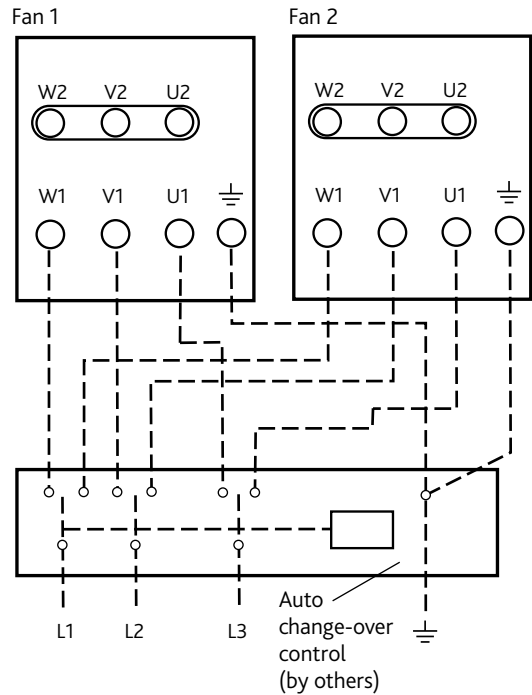 Fan 1
Fan 2
W2 V2 U2
W2 V2 U2
W1 V1 U1
W1 V1 U1
L1 L2 L3
Auto
change-over
control
(by others)